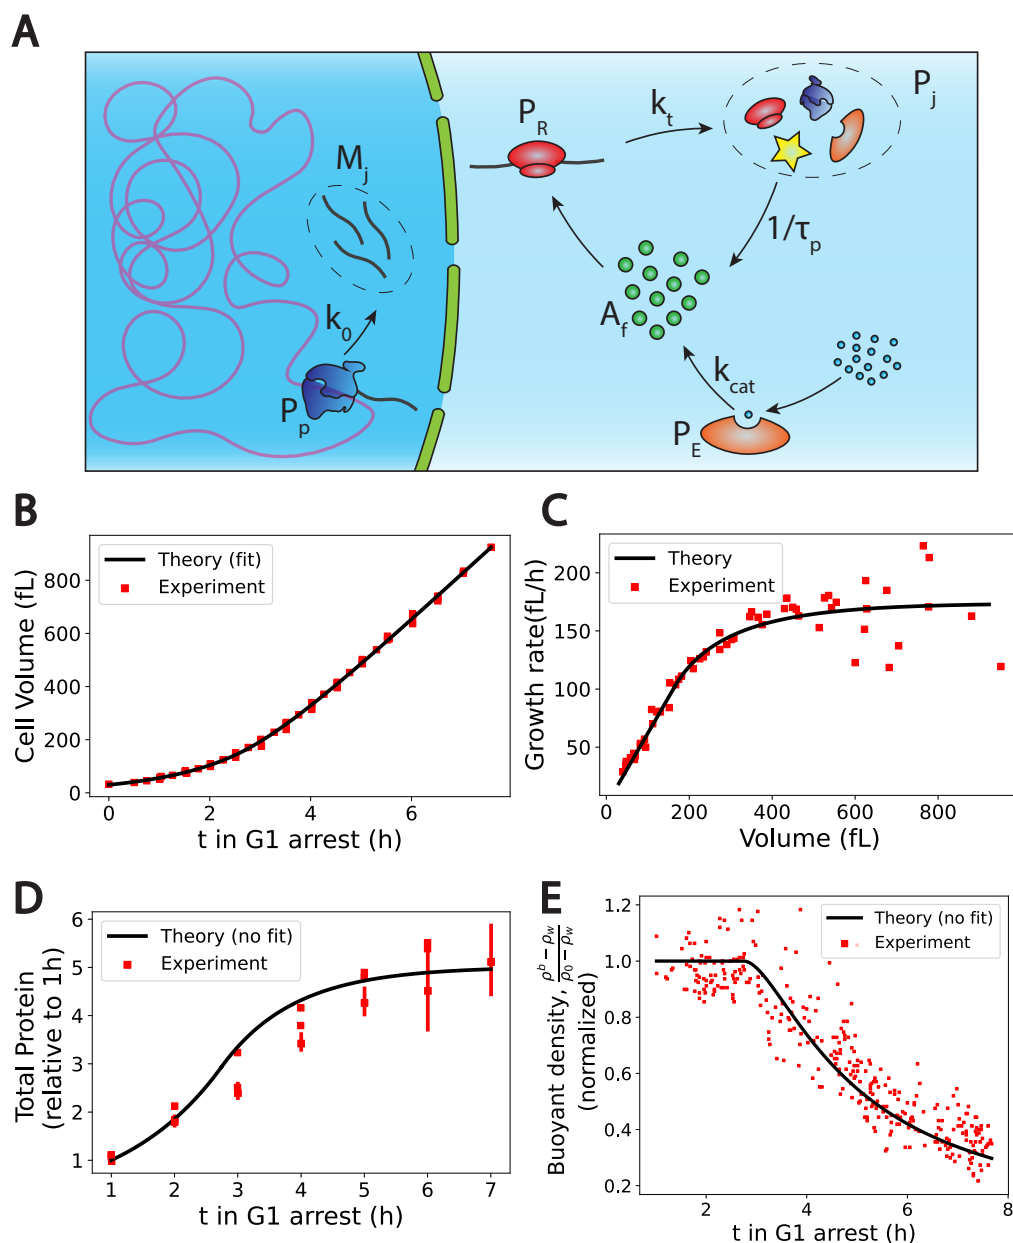 A
P_R
k_t
P_j
M_j
1/τ_p
A_f
k_0
k_cat
P_p
P_E
B
Theory (fit)
Experiment
Cell Volume (fL)
800
600
400
200
0
0 2 4 6
t in G1 arrest (h)
C
Theory
Experiment
Growth rate(fL/h)
200
150
100
50
0 200 400 600 800
Volume (fL)
D
Theory (no fit)
Experiment
Total Protein
(relative to 1h)
6
5
4
3
2
1
1 2 3 4 5 6 7
t in G1 arrest (h)
E
Theory (no fit)
Experiment
Buoyant density, \frac{ρ^b − ρ_w}{ρ_0 − ρ_w}
(normalized)
1.2
1.0
0.8
0.6
0.4
0.2
2 4 6 8
t in G1 arrest (h)